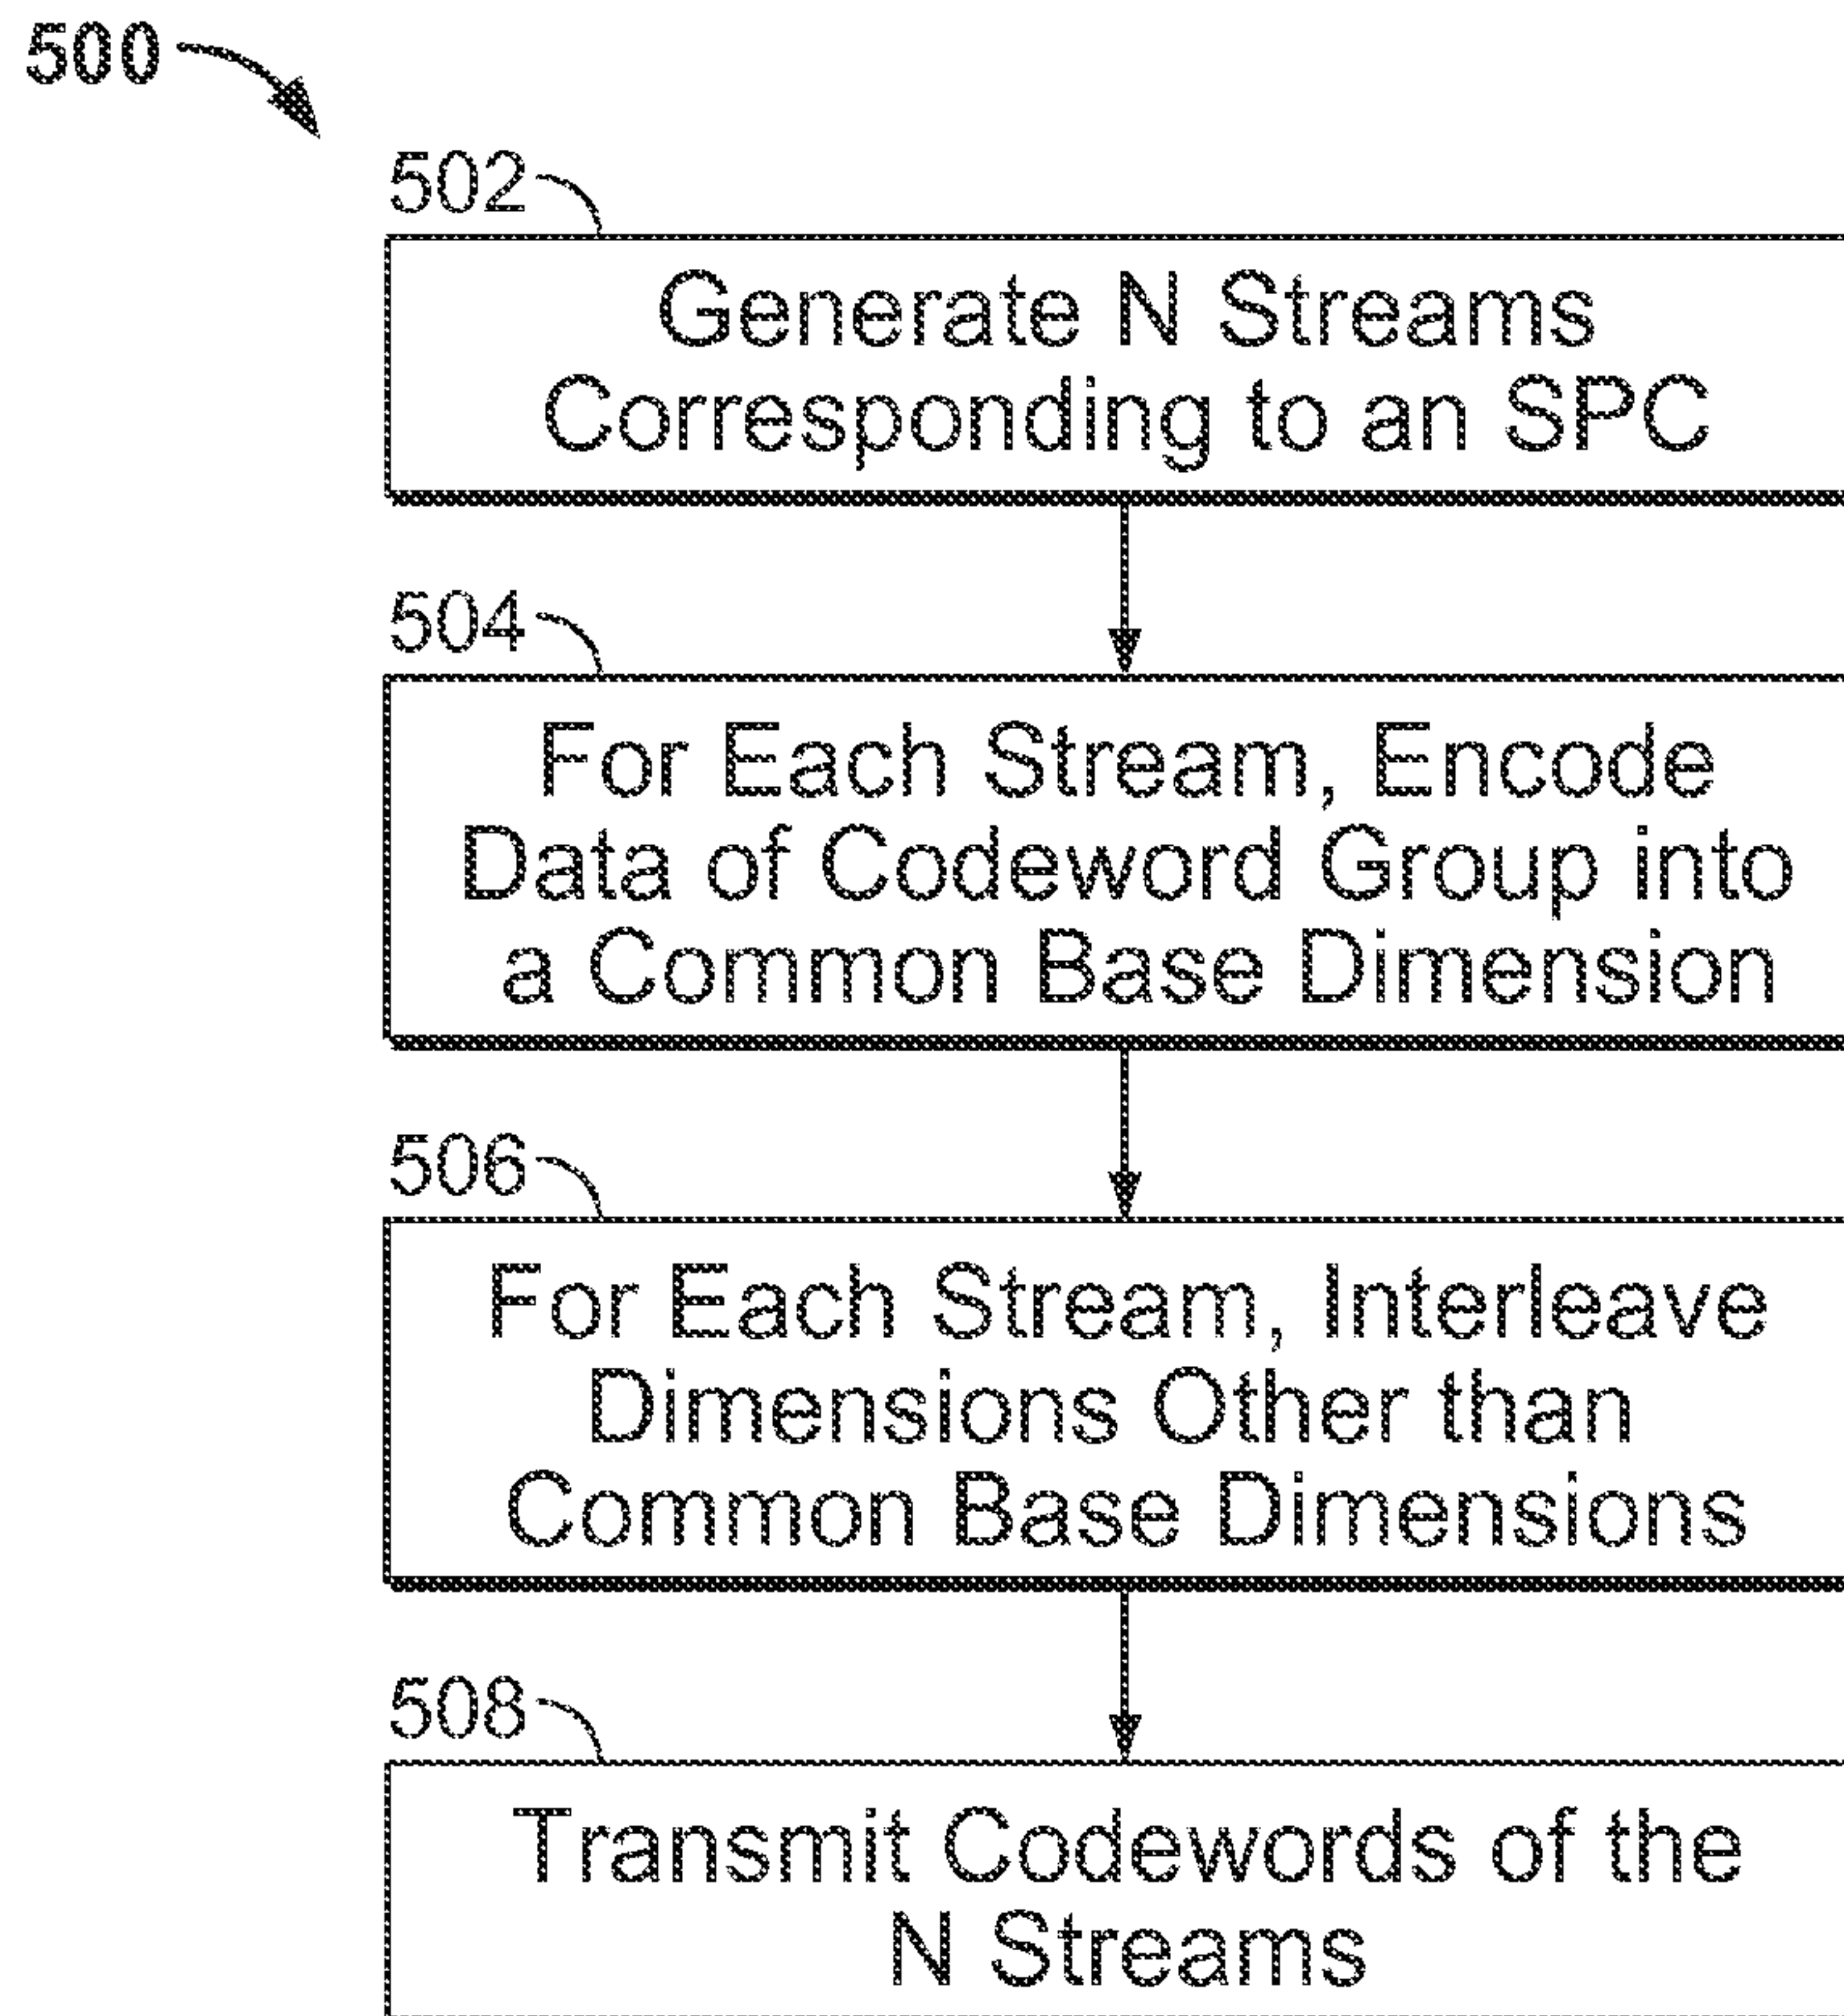 500
502
Generate N Streams
Corresponding to an SPC
504
For Each Stream, Encode
Data of Codeword Group into
a Common Base Dimension
506
For Each Stream, Interleave
Dimensions Other than
Common Base Dimensions
508
Transmit Codewords of the
N Streams